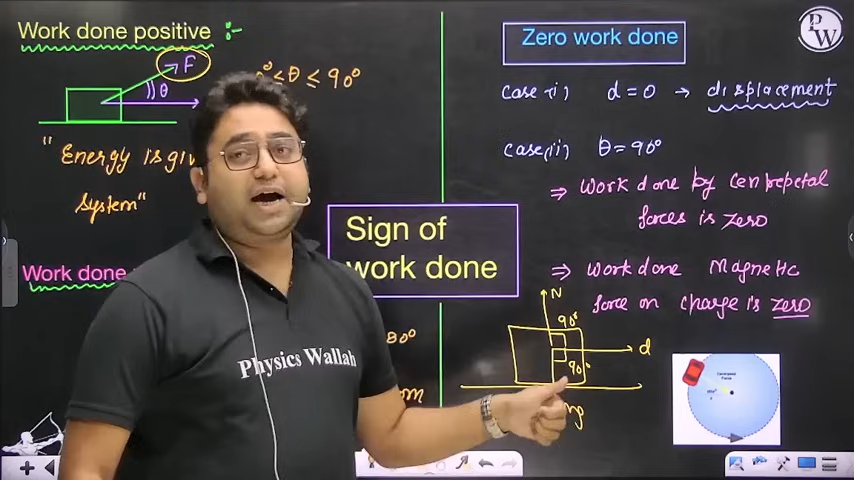 Work done positive :-
F
θ
0° ≤ θ ≤ 90°
"Energy is
System"
Work done
80°
Sign of
work done
Physics Wallah
Zero work done
PW
case (i) d = 0 → displacement
case (ii) θ = 90°
⇒ Work done by Centripetal
forces is zero
⇒ Work done Magnetic
force on charge is zero
N
90°
d
90°
mg
Centripetal
Force